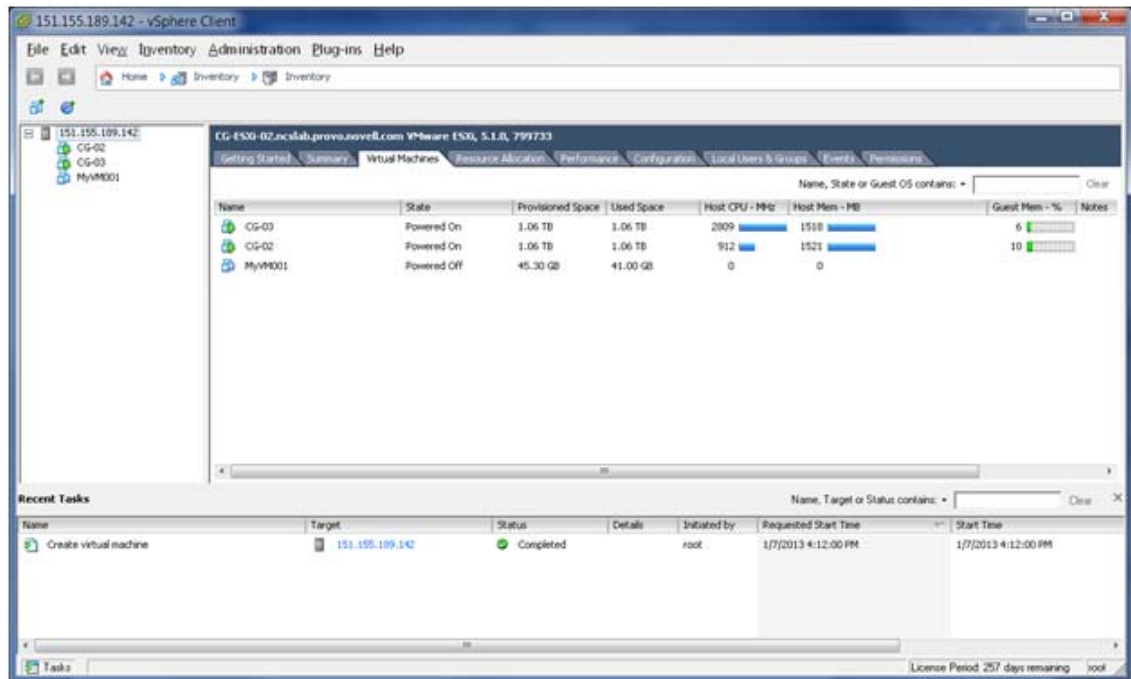 151.155.189.142 - vSphere Client
File Edit View Inventory Administration Plug-ins Help
Home Inventory Inventory
151.155.189.142
CG-02
CG-03
MyVM001
CG-ESXi-02.ncslab.provo.novell.com VMware ESXi, 5.1.0, 799733
Getting Started Summary Virtual Machines Resource Allocation Performance Configuration Local Users & Groups Events Permissions
Name, State or Guest OS contains: Clear
Name State Provisioned Space Used Space Host CPU - MHz Host Mem - MB Guest Mem - % Notes
CG-03 Powered On 1.06 TB 1.06 TB 2809 1518 6
CG-02 Powered On 1.06 TB 1.06 TB 912 1521 10
MyVM001 Powered Off 45.30 GB 41.00 GB 0 0
Recent Tasks Name, Target or Status contains: Clear
Name Target Status Details Initiated by Requested Start Time Start Time
Create virtual machine 151.155.189.142 Completed root 1/7/2013 4:12:00 PM 1/7/2013 4:12:00 PM
Tasks License Period: 257 days remaining root